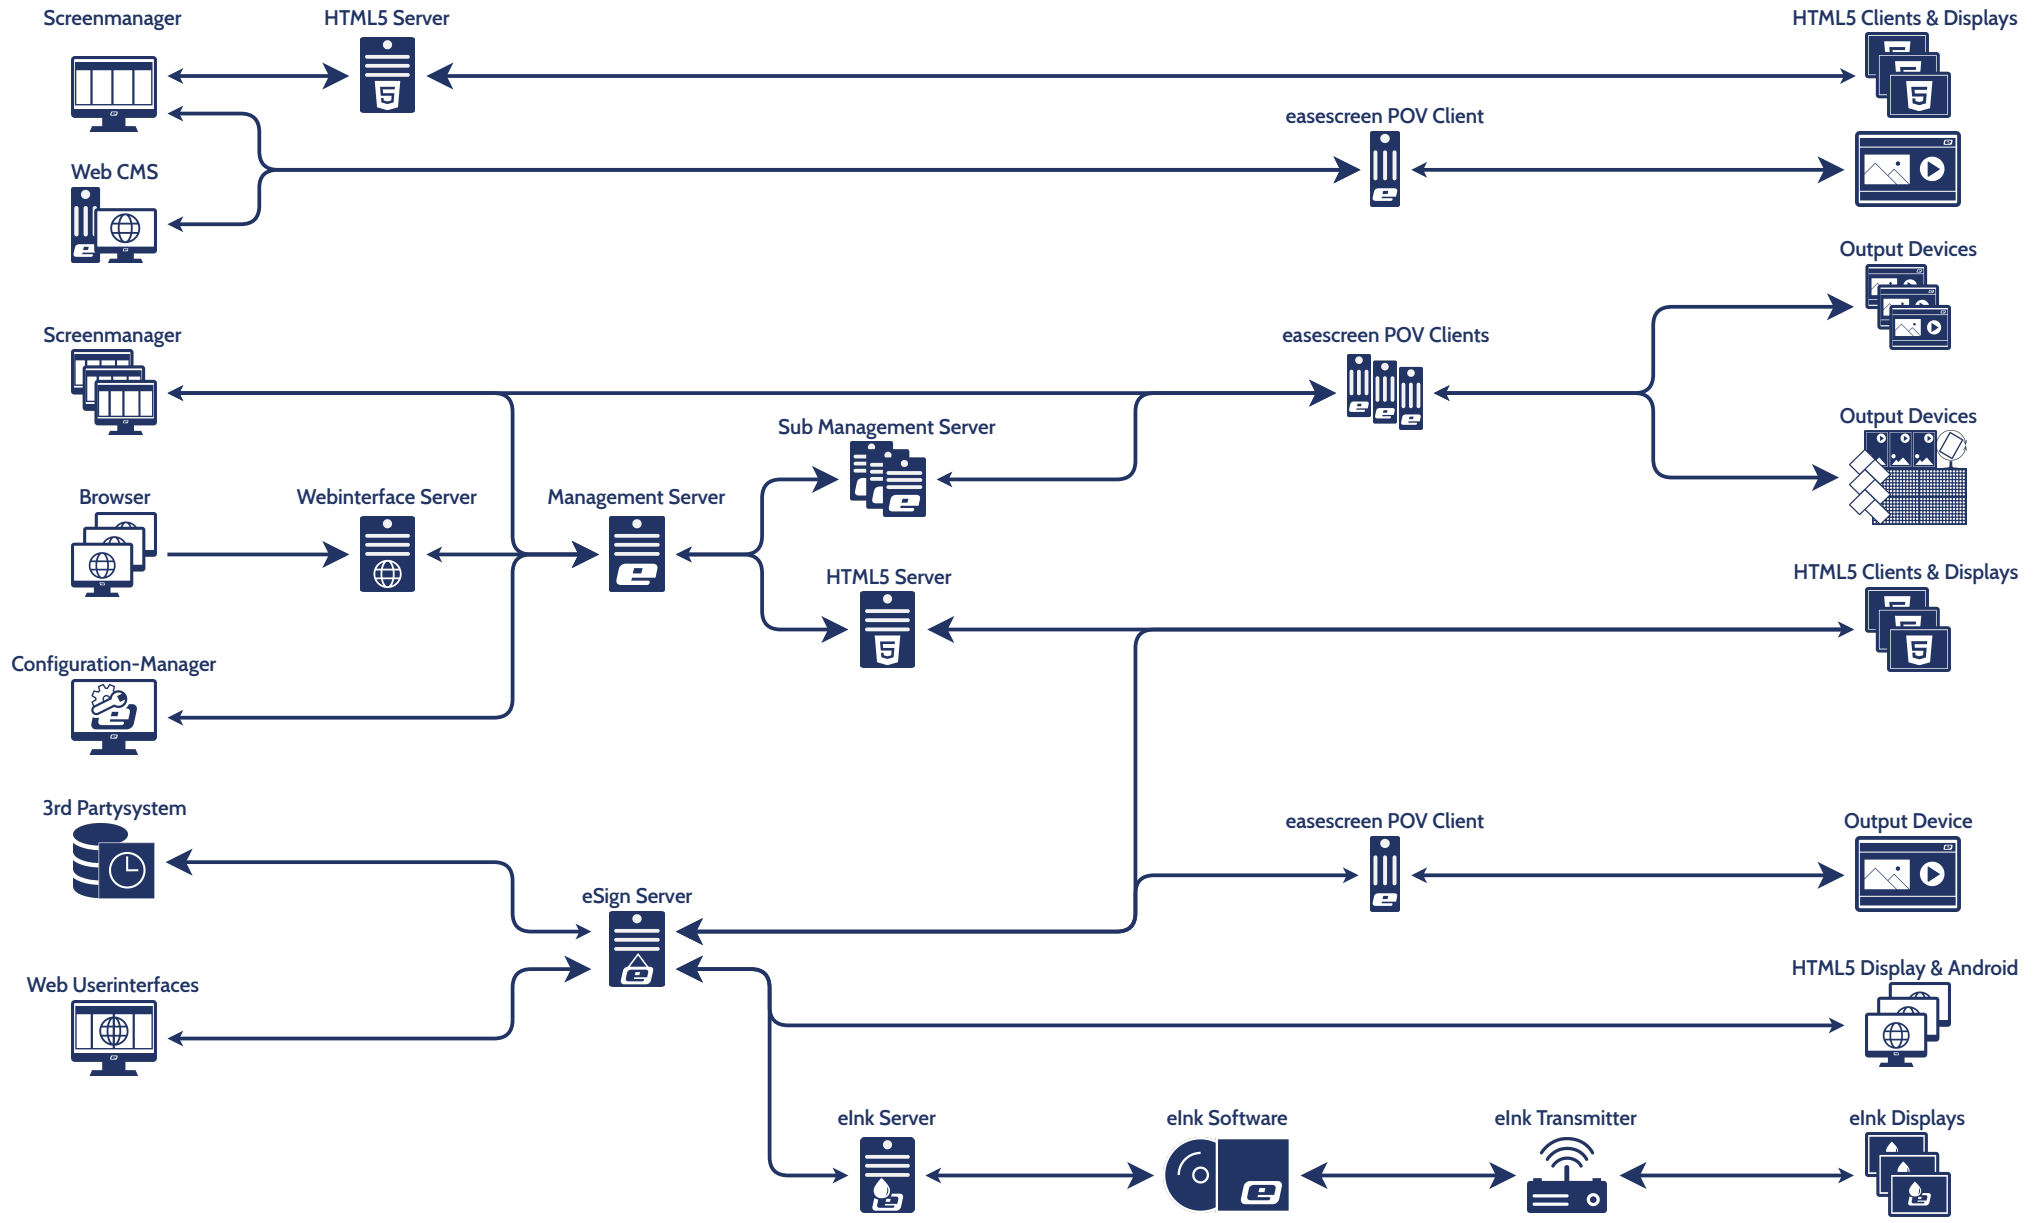 Screenmanager
HTML5 Server
HTML5 Clients & Displays
easescreen POV Client
Web CMS
Output Devices
Screenmanager
easescreen POV Clients
Output Devices
Sub Management Server
Browser
Webinterface Server
Management Server
HTML5 Server
HTML5 Clients & Displays
Configuration-Manager
3rd Partysystem
easescreen POV Client
Output Device
eSign Server
Web Userinterfaces
HTML5 Display & Android
eInk Server
eInk Software
eInk Transmitter
eInk Displays